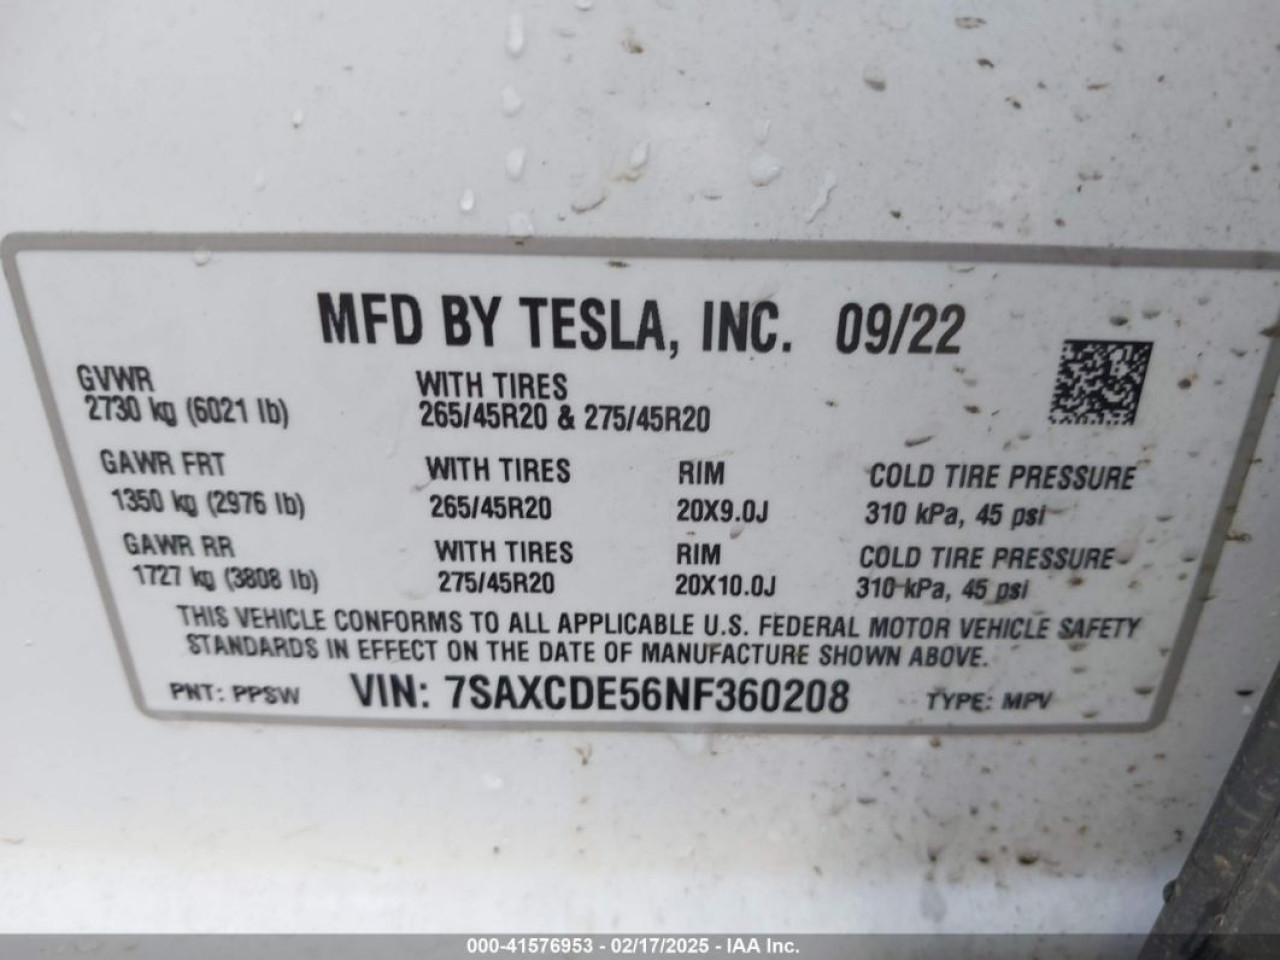 MFD BY TESLA, INC. 09/22
GVWR WITH TIRES
2730 kg (6021 lb) 265/45R20 & 275/45R20
GAWR FRT WITH TIRES RIM COLD TIRE PRESSURE
1350 kg (2976 lb) 265/45R20 20X9.0J 310 kPa, 45 psi
GAWR RR WITH TIRES RIM COLD TIRE PRESSURE
1727 kg (3808 lb) 275/45R20 20X10.0J 310 kPa, 45 psi
THIS VEHICLE CONFORMS TO ALL APPLICABLE U.S. FEDERAL MOTOR VEHICLE SAFETY
STANDARDS IN EFFECT ON THE DATE OF MANUFACTURE SHOWN ABOVE.
PNT: PPSW VIN: 7SAXCDE56NF360208 TYPE: MPV
000-41576953 - 02/17/2025 - IAA Inc.